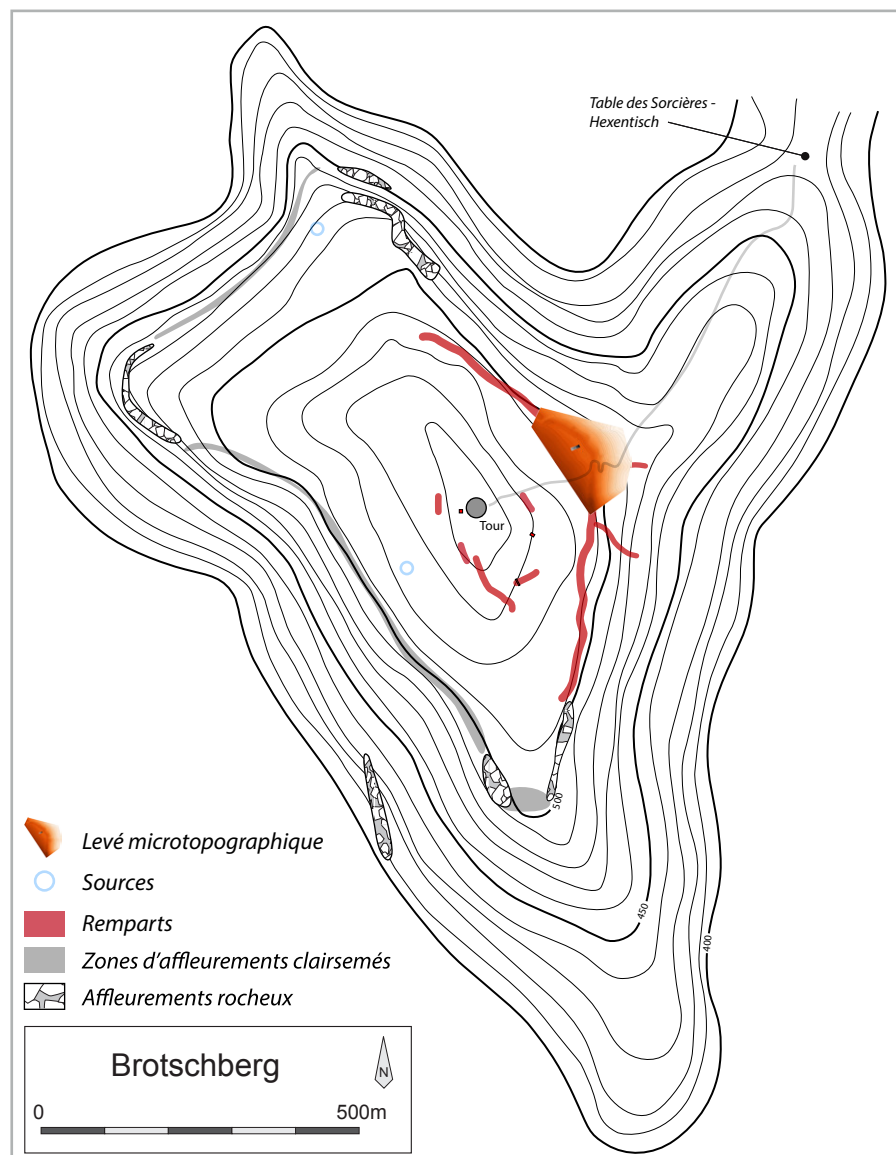 Table des Sorcières -
Hexentisch
Tour
500
450
400
Levé microtopographique
Sources
Remparts
Zones d'affleurements clairsemés
Affleurements rocheux
Brotschberg
N
0 500m